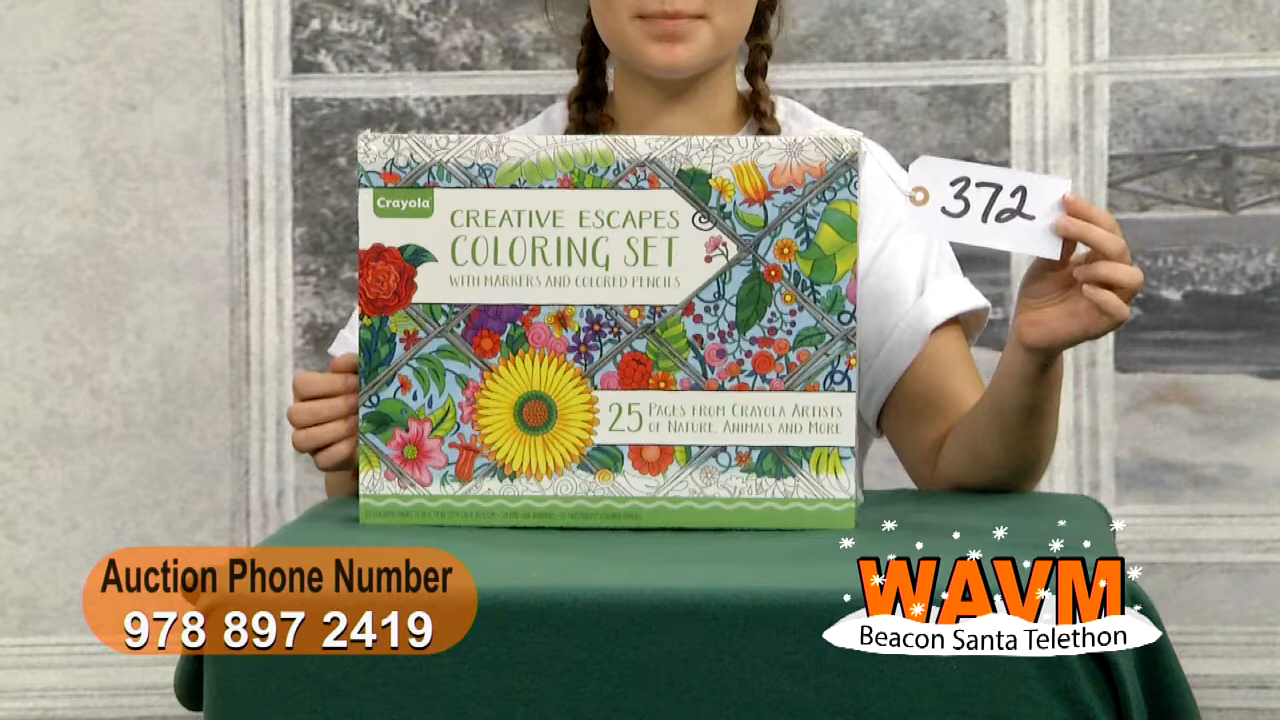 Crayola
CREATIVE ESCAPES
COLORING SET
WITH MARKERS AND COLORED PENCILS
372
25 PAGES FROM CRAYOLA ARTISTS
OF NATURE, ANIMALS AND MORE
Auction Phone Number
978 897 2419
WAVM
Beacon Santa Telethon